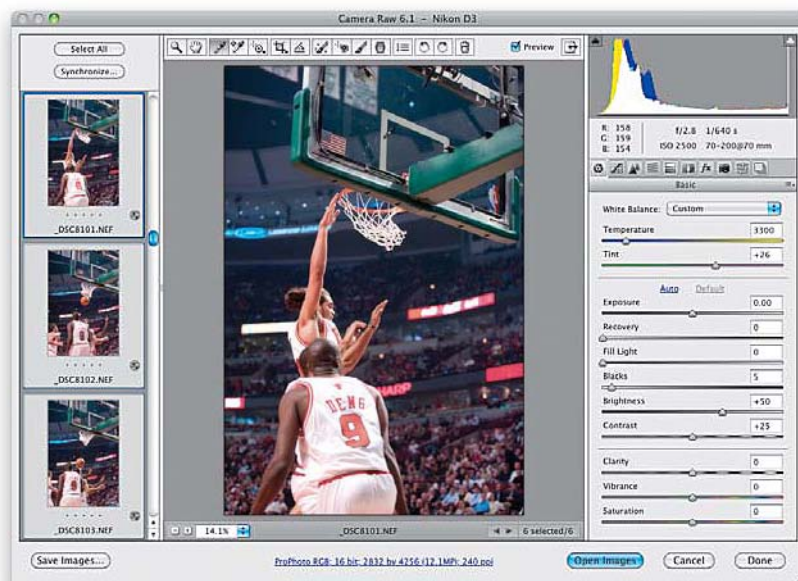 Camera Raw 6.1 – Nikon D3
Select All
Synchronize...
Preview
_DSC8101.NEF
_DSC8102.NEF
_DSC8103.NEF
SHARP
DENG
9
14.1%
_DSC8101.NEF
6 selected/6
R: 158
G: 159
B: 154
f/2.8 1/640 s
ISO 2500 70-200@70 mm
Basic
White Balance: Custom
Temperature 3300
Tint +26
Auto Default
Exposure 0.00
Recovery 0
Fill Light 0
Blacks 5
Brightness +50
Contrast +25
Clarity 0
Vibrance 0
Saturation 0
Save Images...
ProPhoto RGB; 16 bit; 2832 by 4256 (12.1MP); 240 ppi
Open Images
Cancel
Done